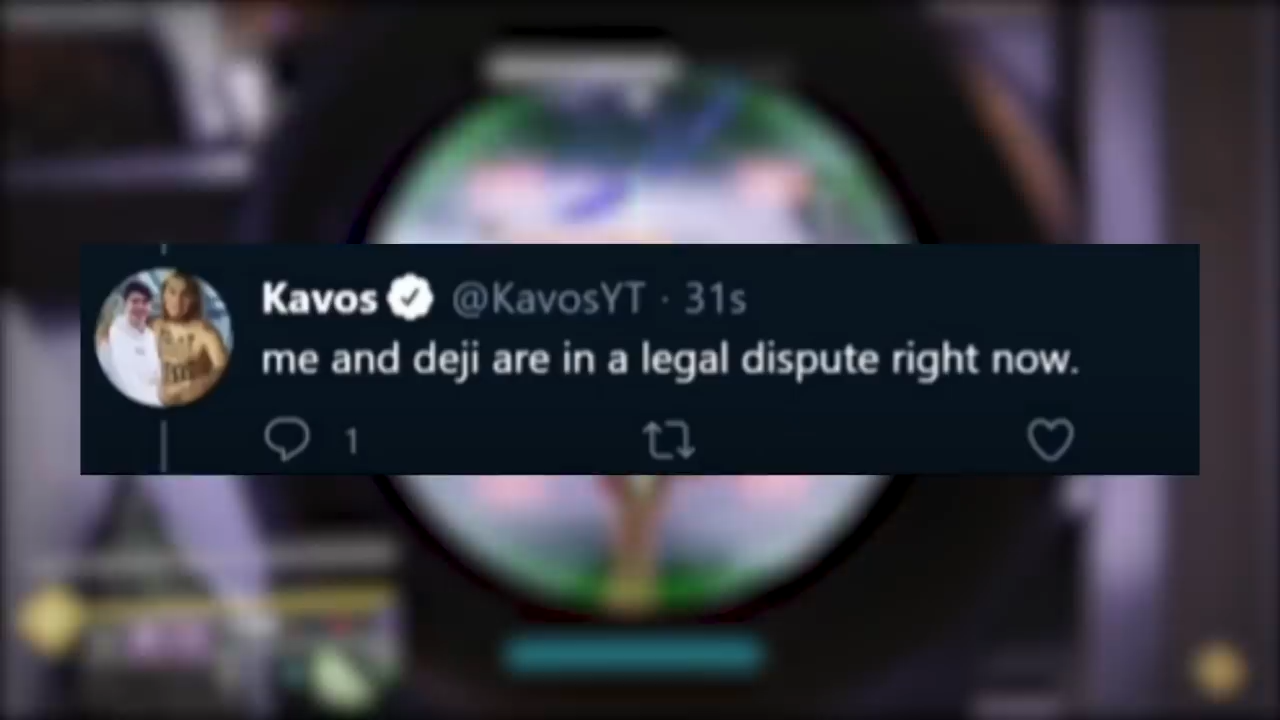 Kavos @KavosYT · 31s
me and deji are in a legal dispute right now.
1